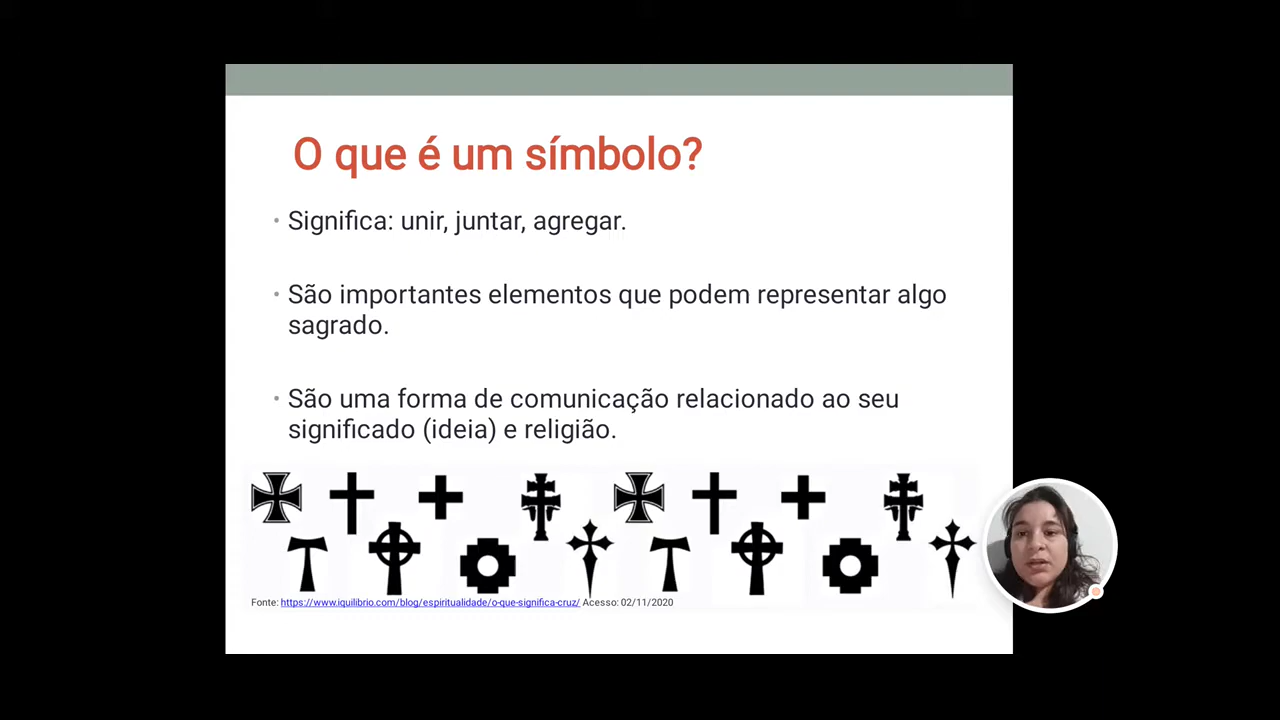 O que é um símbolo?
• Significa: unir, juntar, agregar.
• São importantes elementos que podem representar algo
sagrado.
• São uma forma de comunicação relacionado ao seu
significado (ideia) e religião.
Fonte: https://www.iquilibrio.com/blog/espiritualidade/o-que-significa-cruz/ Acesso: 02/11/2020